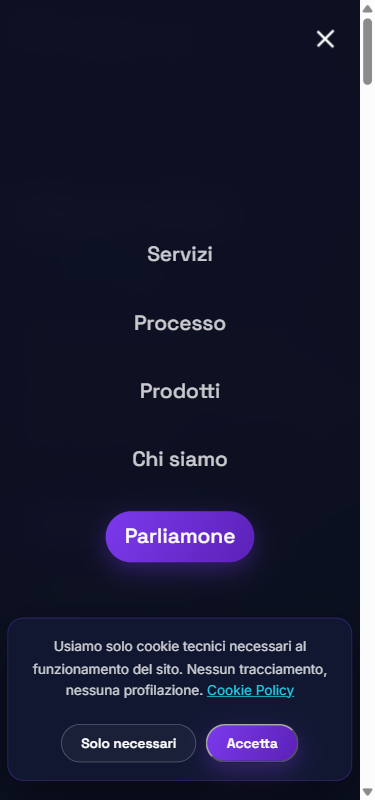 Servizi
Processo
Prodotti
Chi siamo
Parliamone
Usiamo solo cookie tecnici necessari al
funzionamento del sito. Nessun tracciamento,
nessuna profilazione. Cookie Policy
Solo necessari
Accetta